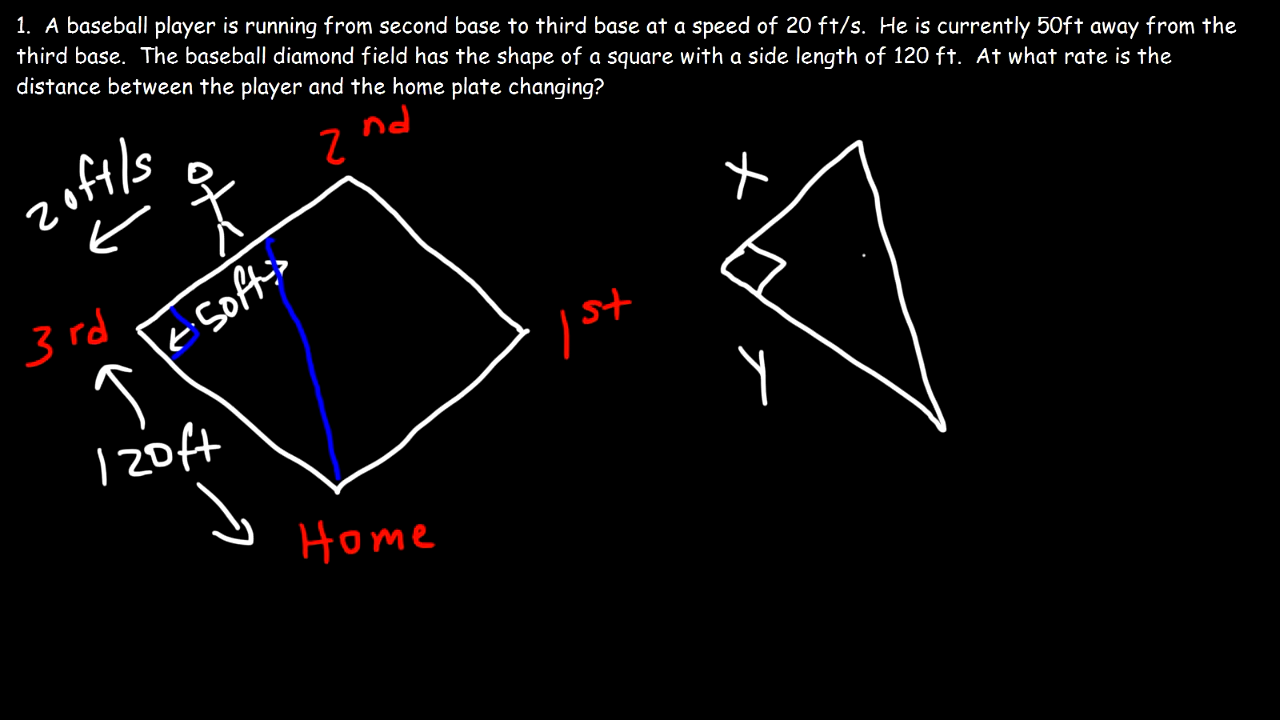 1. A baseball player is running from second base to third base at a speed of 20 ft/s. He is currently 50ft away from the
third base. The baseball diamond field has the shape of a square with a side length of 120 ft. At what rate is the
distance between the player and the home plate changing?
2nd
20ft/s
X
50ft
3rd
1st
Y
120ft
Home